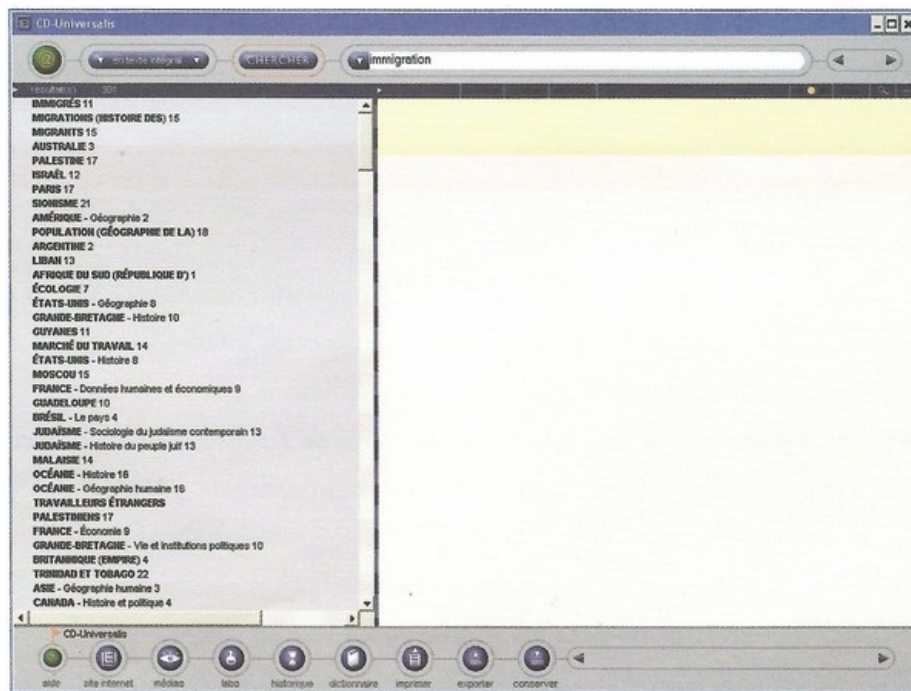 CD-Universalis
en texte intégral CHERCHER immigration
résultat(s) 301
IMMIGRÉS 11
MIGRATIONS (HISTOIRE DES) 15
MIGRANTS 15
AUSTRALIE 3
PALESTINE 17
ISRAËL 12
PARIS 17
SIONISME 21
AMÉRIQUE - Géographie 2
POPULATION (GÉOGRAPHIE DE LA) 18
ARGENTINE 2
LIBAN 13
AFRIQUE DU SUD (RÉPUBLIQUE D') 1
ÉCOLOGIE 7
ÉTATS-UNIS - Géographie 8
GRANDE-BRETAGNE - Histoire 10
GUYANES 11
MARCHÉ DU TRAVAIL 14
ÉTATS-UNIS - Histoire 8
MOSCOU 15
FRANCE - Données humaines et économiques 9
GUADELOUPE 10
BRÉSIL - Le pays 4
JUDAÏSME - Sociologie du judaïsme contemporain 13
JUDAÏSME - Histoire du peuple juif 13
MALAISIE 14
OCÉANIE - Histoire 16
OCÉANIE - Géographie humaine 16
TRAVAILLEURS ÉTRANGERS
PALESTINIENS 17
FRANCE - Économie 9
GRANDE-BRETAGNE - Vie et institutions politiques 10
BRITANNIQUE (EMPIRE) 4
TRINIDAD ET TOBAGO 22
ASIE - Géographie humaine 3
CANADA - Histoire et politique 4
CD-Universalis
aide site internet médias labo historique dictionnaire imprimer exporter conserver